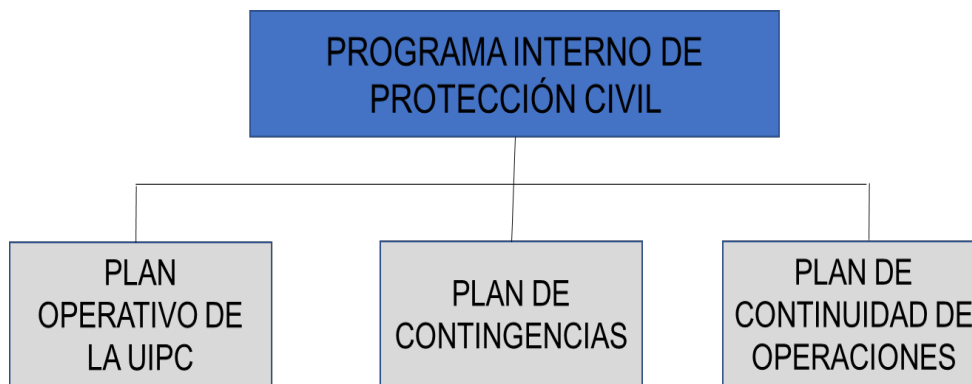 PROGRAMA INTERNO DE
PROTECCIÓN CIVIL
PLAN
OPERATIVO DE
LA UIPC
PLAN DE
CONTINGENCIAS
PLAN DE
CONTINUIDAD DE
OPERACIONES